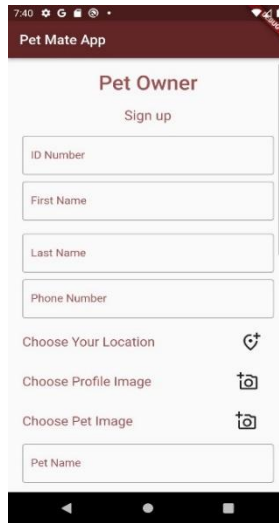 7:40 G
Pet Mate App
Pet Owner
Sign up
ID Number
First Name
Last Name
Phone Number
Choose Your Location
Choose Profile Image
Choose Pet Image
Pet Name